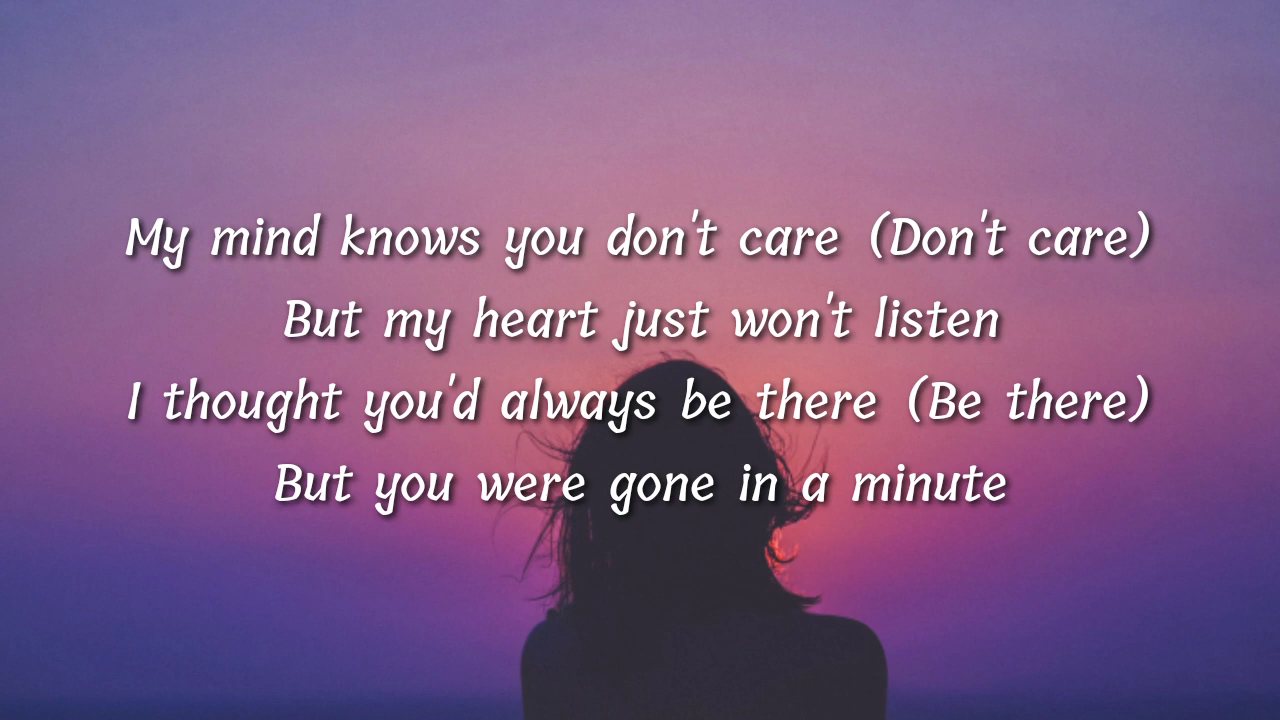 My mind knows you don't care (Don't care)
But my heart just won't listen
I thought you'd always be there (Be there)
But you were gone in a minute